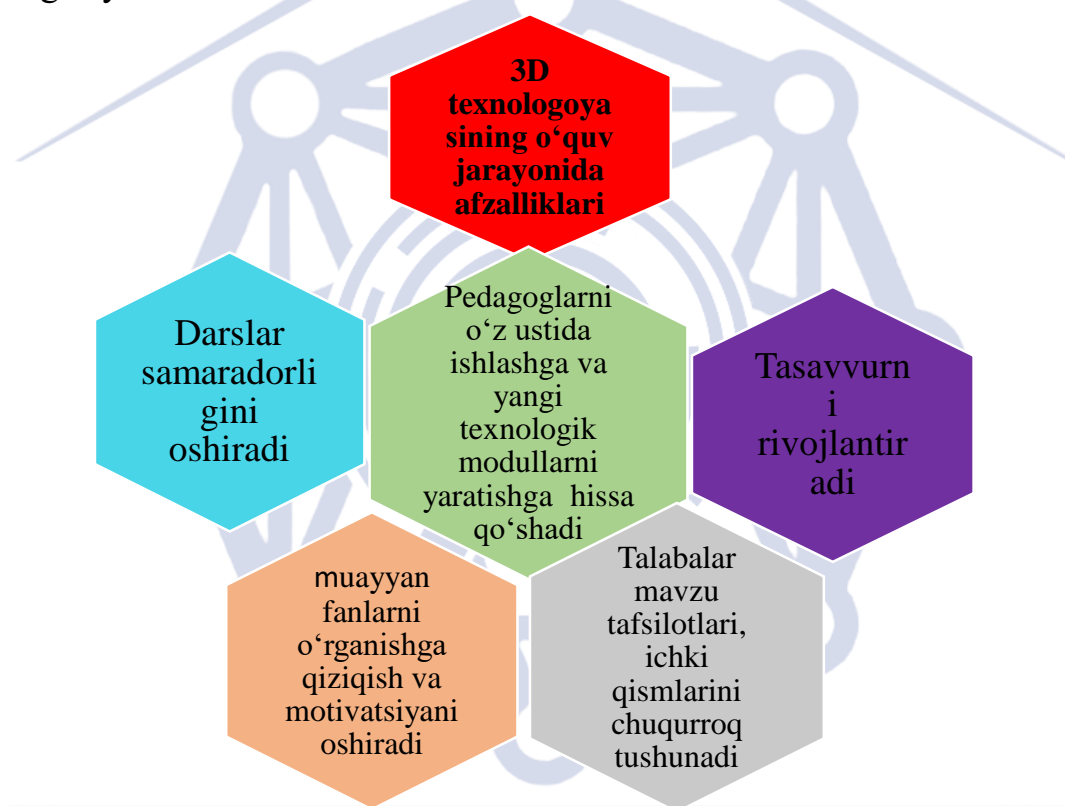 3D
texnologoya
sining o‘quv
jarayonida
afzalliklari
Pedagoglarni
o‘z ustida
ishlashga va
yangi
texnologik
modullarni
yaratishga hissa
qo‘shadi
Darslar
samaradorli
gini
oshiradi
Tasavvurn
i
rivojlantir
adi
muayyan
fanlarni
o‘rganishga
qiziqish va
motivatsiyani
oshiradi
Talabalar
mavzu
tafsilotlari,
ichki
qismlarini
chuqurroq
tushunadi